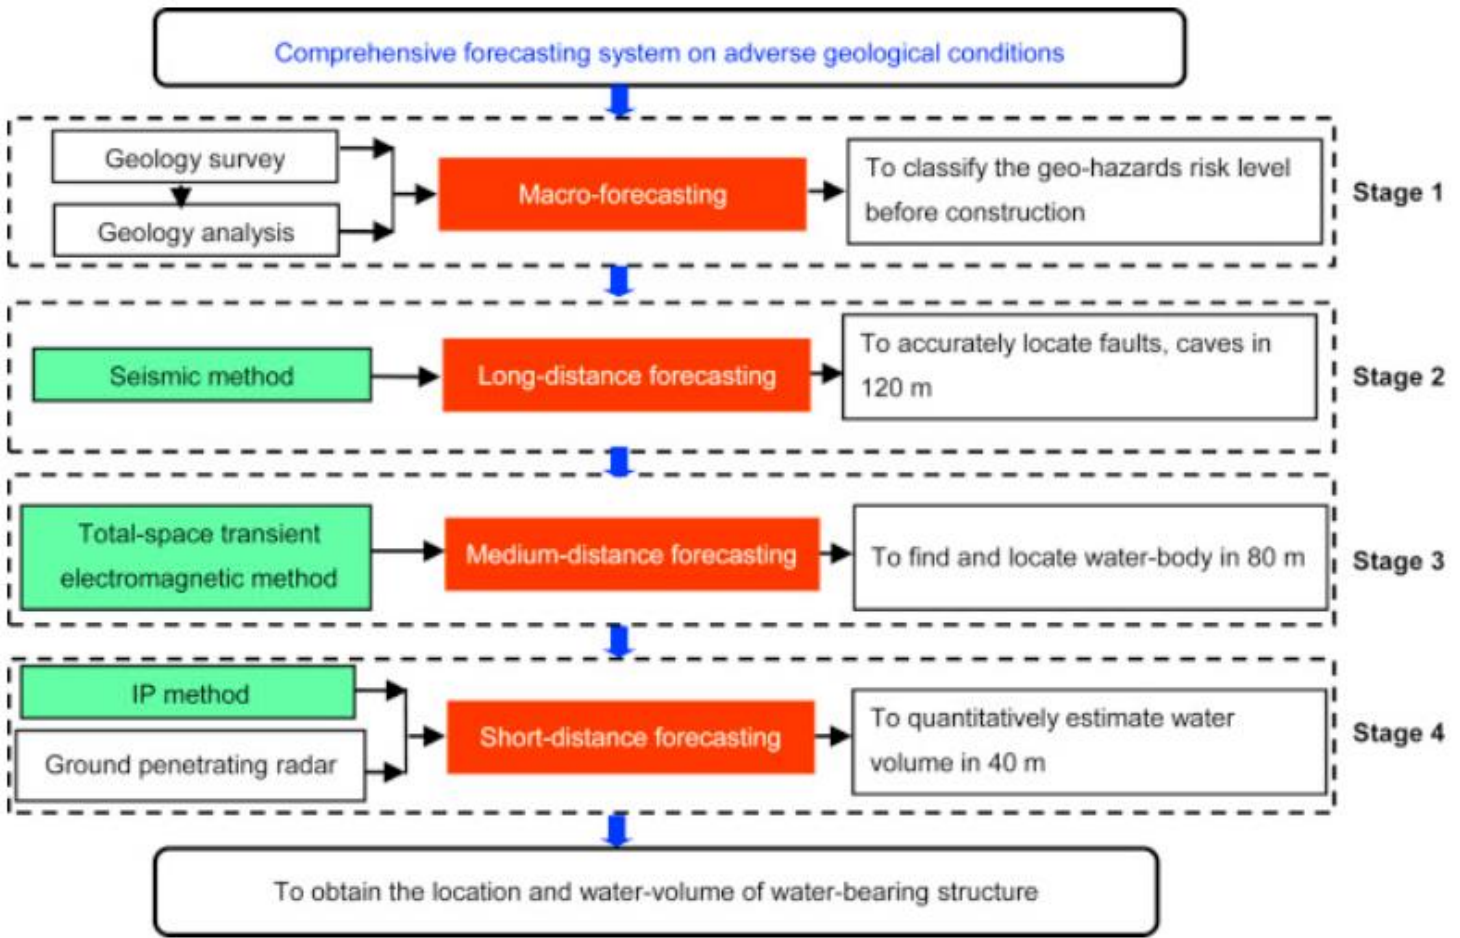 Comprehensive forecasting system on adverse geological conditions
Geology survey
Geology analysis
Macro-forecasting
To classify the geo-hazards risk level
before construction
Stage 1
Seismic method
Long-distance forecasting
To accurately locate faults, caves in
120 m
Stage 2
Total-space transient
electromagnetic method
Medium-distance forecasting
To find and locate water-body in 80 m
Stage 3
IP method
Ground penetrating radar
Short-distance forecasting
To quantitatively estimate water
volume in 40 m
Stage 4
To obtain the location and water-volume of water-bearing structure